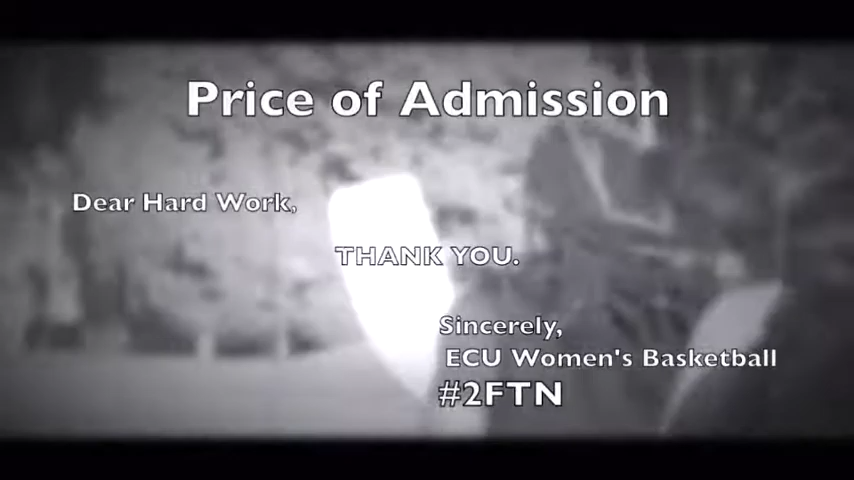 Price of Admission
Dear Hard Work,
THANK YOU.
Sincerely,
ECU Women's Basketball
#2FTN